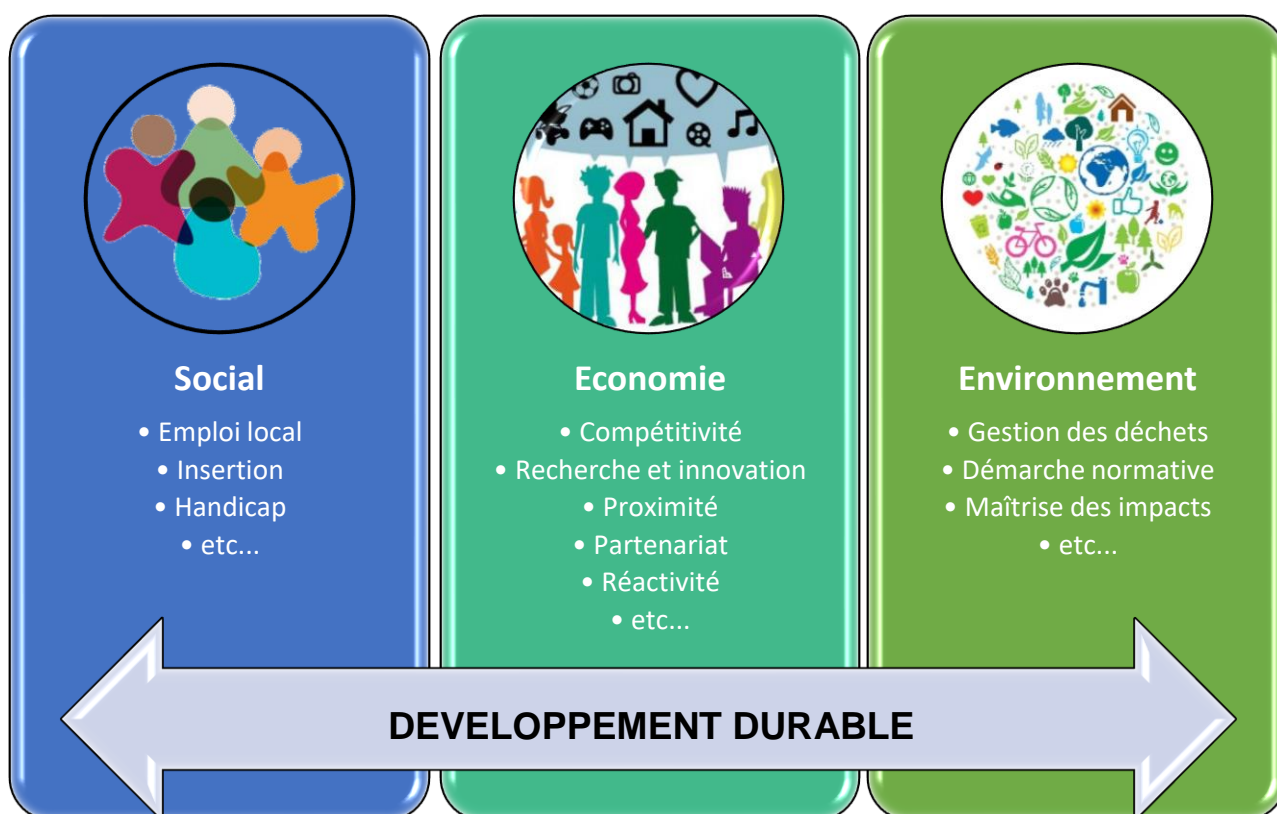 Social
• Emploi local
• Insertion
• Handicap
• etc...
Economie
• Compétitivité
• Recherche et innovation
• Proximité
• Partenariat
• Réactivité
• etc...
Environnement
• Gestion des déchets
• Démarche normative
• Maîtrise des impacts
• etc...
DEVELOPPEMENT DURABLE